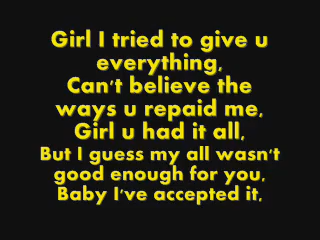 Girl I tried to give u
everything,
Can't believe the
ways u repaid me,
Girl u had it all,
But I guess my all wasn't
good enough for you,
Baby I've accepted it,